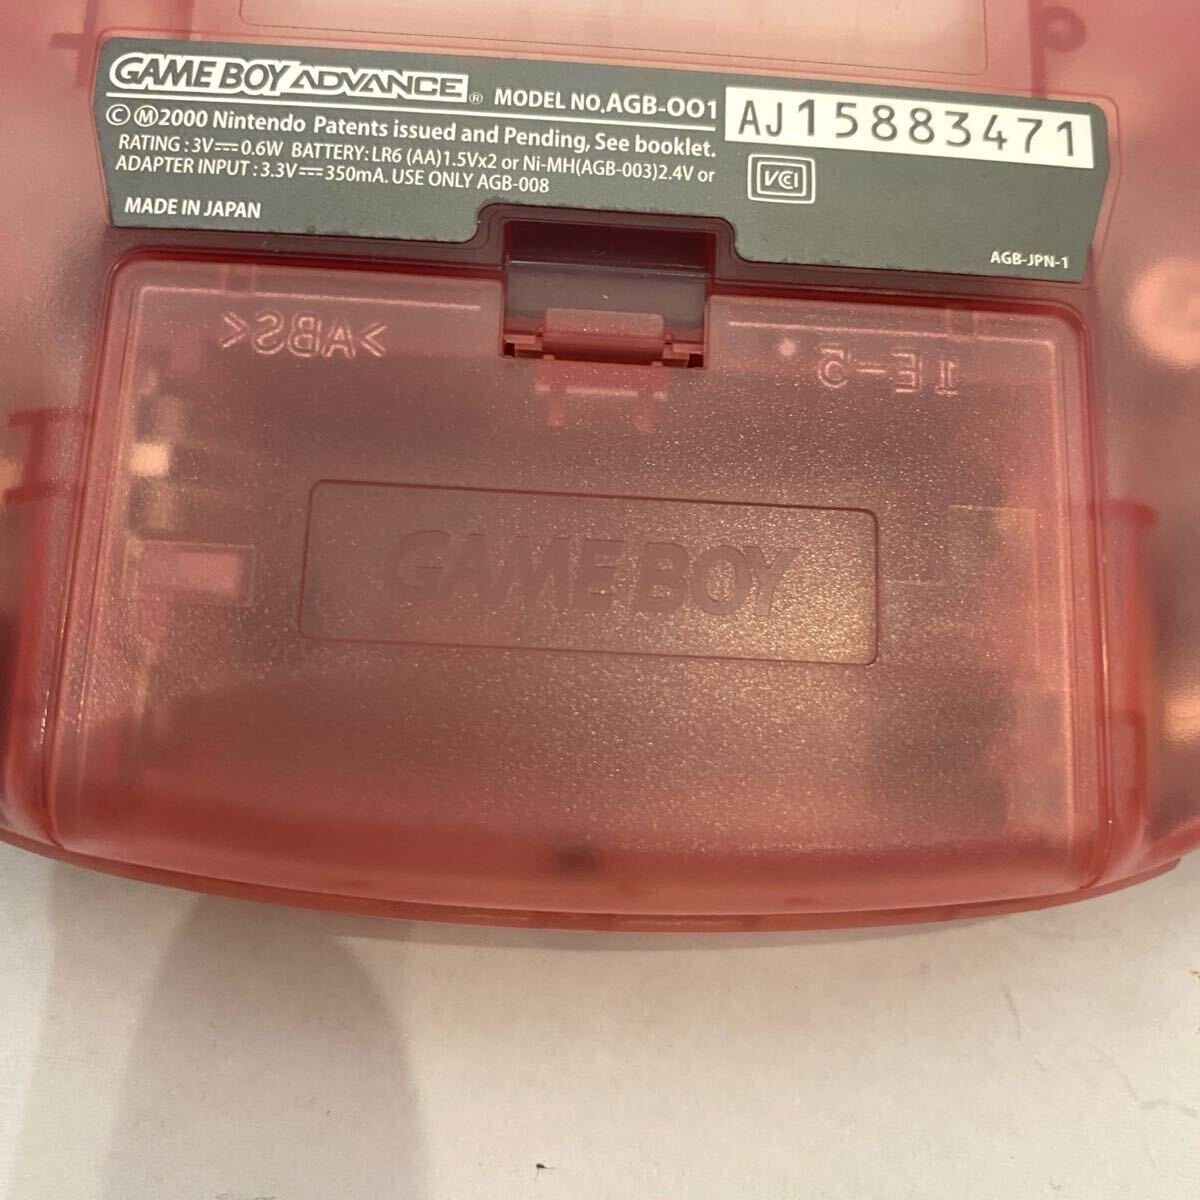 GAME BOY ADVANCE® MODEL NO.AGB-001
AJ15883471
©Ⓜ2000 Nintendo Patents issued and Pending, See booklet.
RATING : 3V⎓0.6W BATTERY: LR6 (AA)1.5Vx2 or Ni-MH(AGB-003)2.4V or
ADAPTER INPUT : 3.3V⎓350mA. USE ONLY AGB-008
VCI
MADE IN JAPAN
AGB-JPN-1
>ABS<
1E-5
GAME BOY